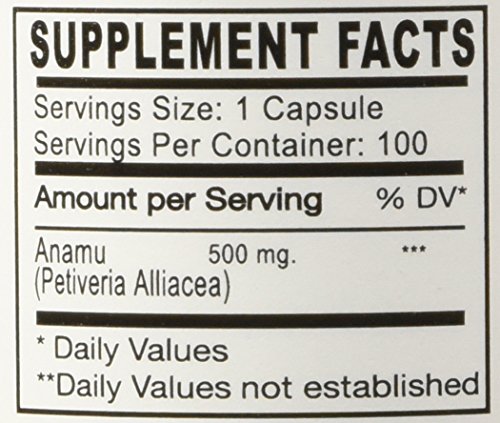 SUPPLEMENT FACTS
Servings Size: 1 Capsule
Servings Per Container: 100
Amount per Serving % DV*
Anamu 500 mg. ***
(Petiveria Alliacea)
* Daily Values
**Daily Values not established